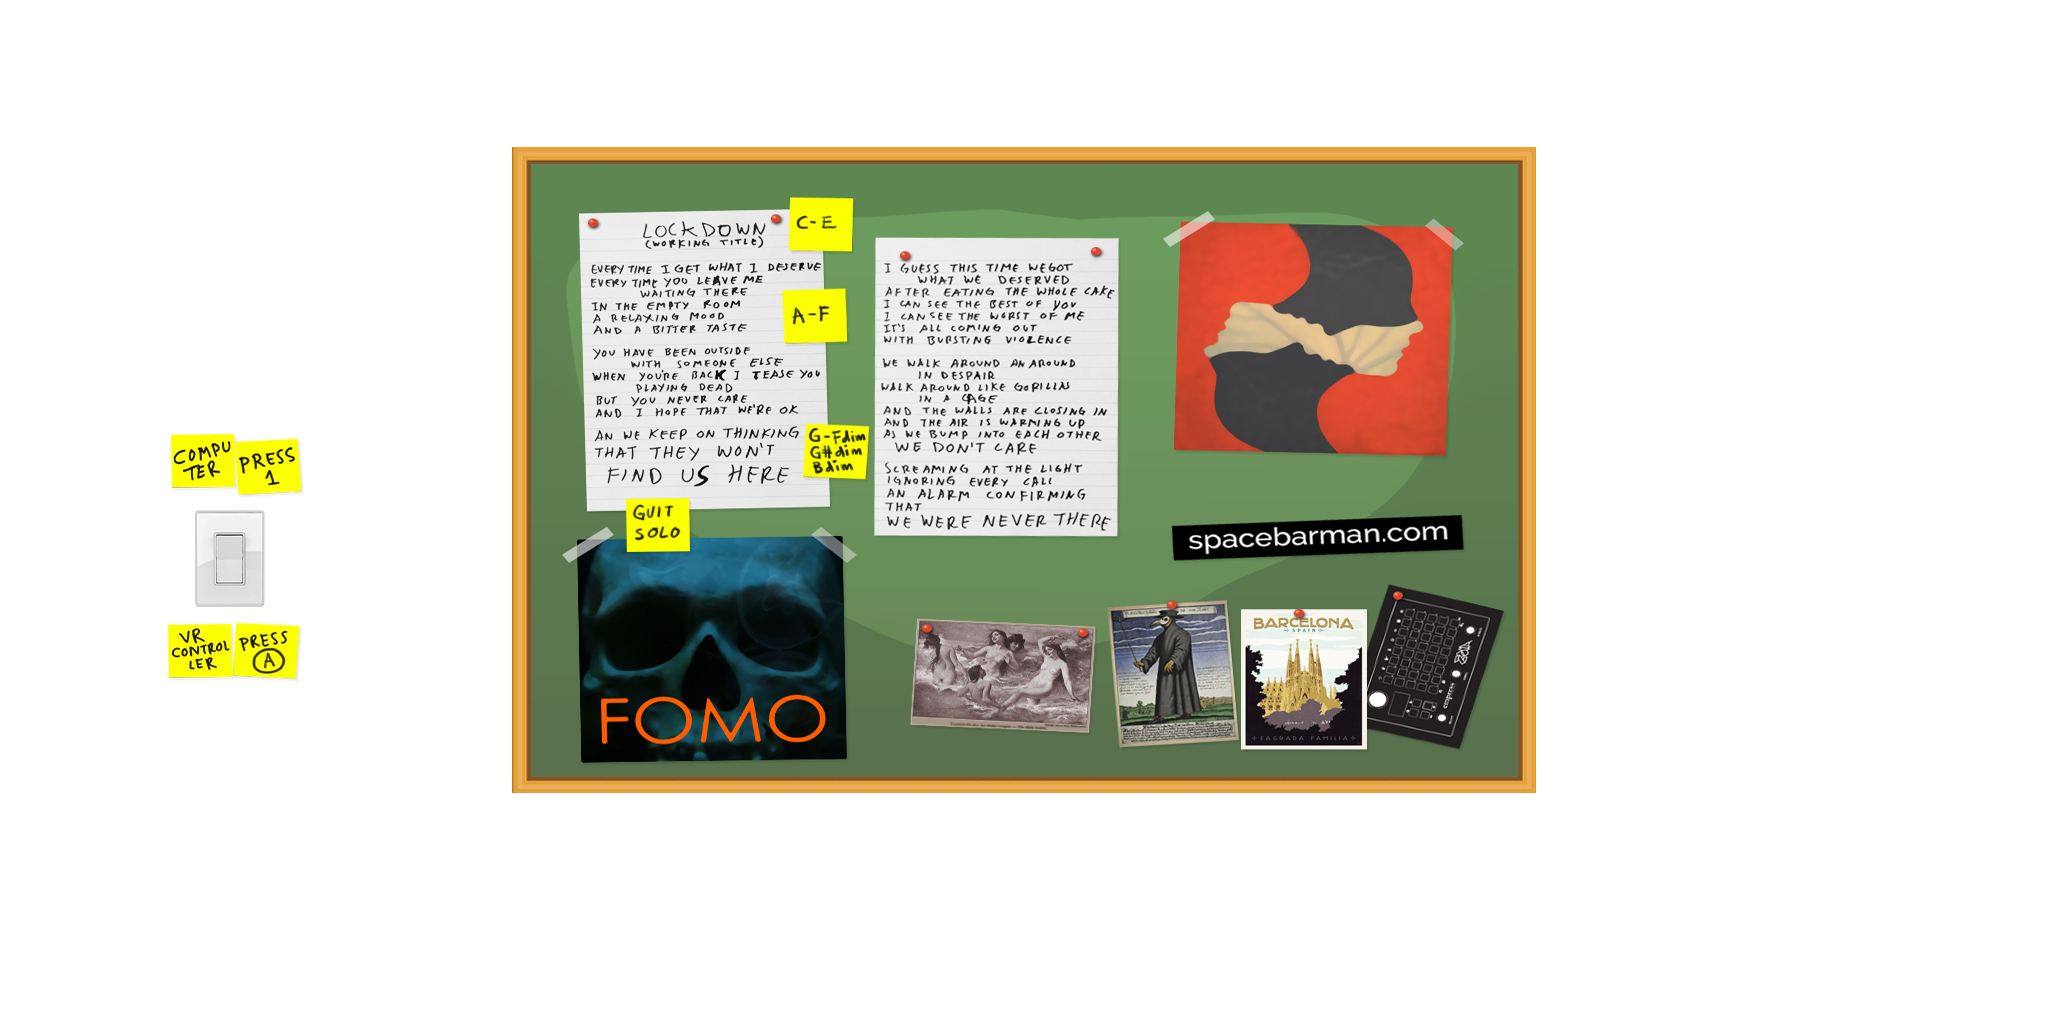 COMPU
TER
PRESS
1
VR
CONTROL
LER
PRESS
A
LOCKDOWN
(WORKING TITLE)
EVERY TIME I GET WHAT I DESERVE
EVERY TIME YOU LEAVE ME
WAITING THERE
IN THE EMPTY ROOM
A RELAXING MOOD
AND A BITTER TASTE
YOU HAVE BEEN OUTSIDE
WITH SOMEONE ELSE
WHEN YOU'RE BACK I TEASE YOU
PLAYING DEAD
BUT YOU NEVER CARE
AND I HOPE THAT WE'RE OK
AN WE KEEP ON THINKING
THAT THEY WON'T
FIND US HERE
C-E
A-F
G-Fdim
G#dim
Bdim
GUIT
SOLO
FOMO
I GUESS THIS TIME WE GOT
WHAT WE DESERVED
AFTER EATING THE WHOLE CAKE
I CAN SEE THE BEST OF YOU
I CAN SEE THE WORST OF ME
IT'S ALL COMING OUT
WITH BURSTING VIOLENCE
WE WALK AROUND AN AROUND
IN DESPAIR
WALK AROUND LIKE GORILLAS
IN A CAGE
AND THE WALLS ARE CLOSING IN
AND THE AIR IS WARMING UP
AS WE BUMP INTO EACH OTHER
WE DON'T CARE
SCREAMING AT THE LIGHT
IGNORING EVERY CALL
AN ALARM CONFIRMING
THAT
WE WERE NEVER THERE
spacebarman.com
BARCELONA
SPAIN
SAGRADA FAMILIA